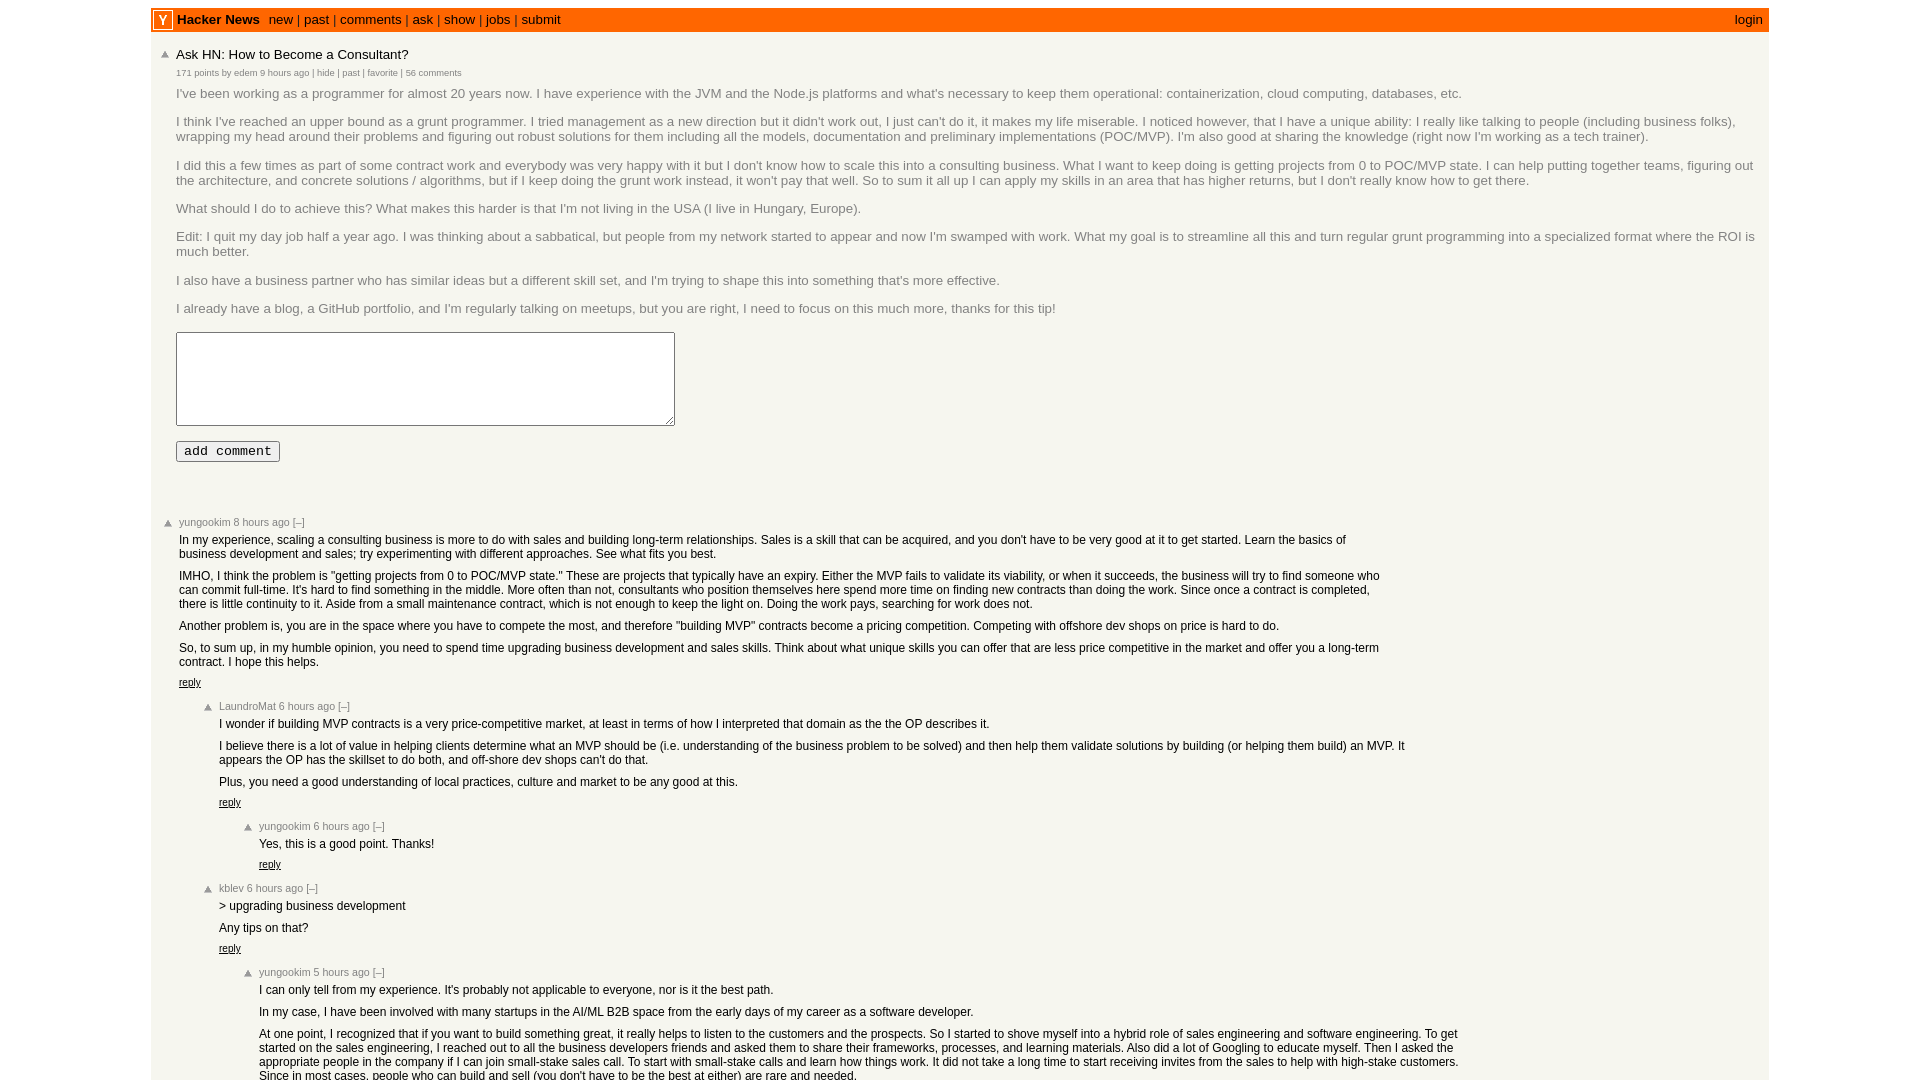 Y Hacker News new | past | comments | ask | show | jobs | submit login
Ask HN: How to Become a Consultant?
171 points by edem 9 hours ago | hide | past | favorite | 56 comments
I've been working as a programmer for almost 20 years now. I have experience with the JVM and the Node.js platforms and what's necessary to keep them operational: containerization, cloud computing, databases, etc.
I think I've reached an upper bound as a grunt programmer. I tried management as a new direction but it didn't work out, I just can't do it, it makes my life miserable. I noticed however, that I have a unique ability: I really like talking to people (including business folks),
wrapping my head around their problems and figuring out robust solutions for them including all the models, documentation and preliminary implementations (POC/MVP). I'm also good at sharing the knowledge (right now I'm working as a tech trainer).
I did this a few times as part of some contract work and everybody was very happy with it but I don't know how to scale this into a consulting business. What I want to keep doing is getting projects from 0 to POC/MVP state. I can help putting together teams, figuring out
the architecture, and concrete solutions / algorithms, but if I keep doing the grunt work instead, it won't pay that well. So to sum it all up I can apply my skills in an area that has higher returns, but I don't really know how to get there.
What should I do to achieve this? What makes this harder is that I'm not living in the USA (I live in Hungary, Europe).
Edit: I quit my day job half a year ago. I was thinking about a sabbatical, but people from my network started to appear and now I'm swamped with work. What my goal is to streamline all this and turn regular grunt programming into a specialized format where the ROI is
much better.
I also have a business partner who has similar ideas but a different skill set, and I'm trying to shape this into something that's more effective.
I already have a blog, a GitHub portfolio, and I'm regularly talking on meetups, but you are right, I need to focus on this much more, thanks for this tip!
add comment
yungookim 8 hours ago [–]
In my experience, scaling a consulting business is more to do with sales and building long-term relationships. Sales is a skill that can be acquired, and you don't have to be very good at it to get started. Learn the basics of
business development and sales; try experimenting with different approaches. See what fits you best.
IMHO, I think the problem is "getting projects from 0 to POC/MVP state." These are projects that typically have an expiry. Either the MVP fails to validate its viability, or when it succeeds, the business will try to find someone who
can commit full-time. It's hard to find something in the middle. More often than not, consultants who position themselves here spend more time on finding new contracts than doing the work. Since once a contract is completed,
there is little continuity to it. Aside from a small maintenance contract, which is not enough to keep the light on. Doing the work pays, searching for work does not.
Another problem is, you are in the space where you have to compete the most, and therefore "building MVP" contracts become a pricing competition. Competing with offshore dev shops on price is hard to do.
So, to sum up, in my humble opinion, you need to spend time upgrading business development and sales skills. Think about what unique skills you can offer that are less price competitive in the market and offer you a long-term
contract. I hope this helps.
reply
LaundroMat 6 hours ago [–]
I wonder if building MVP contracts is a very price-competitive market, at least in terms of how I interpreted that domain as the the OP describes it.
I believe there is a lot of value in helping clients determine what an MVP should be (i.e. understanding of the business problem to be solved) and then help them validate solutions by building (or helping them build) an MVP. It
appears the OP has the skillset to do both, and off-shore dev shops can't do that.
Plus, you need a good understanding of local practices, culture and market to be any good at this.
reply
yungookim 6 hours ago [–]
Yes, this is a good point. Thanks!
reply
kblev 6 hours ago [–]
> upgrading business development
Any tips on that?
reply
yungookim 5 hours ago [–]
I can only tell from my experience. It's probably not applicable to everyone, nor is it the best path.
In my case, I have been involved with many startups in the AI/ML B2B space from the early days of my career as a software developer.
At one point, I recognized that if you want to build something great, it really helps to listen to the customers and the prospects. So I started to shove myself into a hybrid role of sales engineering and software engineering. To get
started on the sales engineering, I reached out to all the business developers friends and asked them to share their frameworks, processes, and learning materials. Also did a lot of Googling to educate myself. Then I asked the
appropriate people in the company if I can join small-stake sales call. To start with small-stake calls and learn how things work. It did not take a long time to start receiving invites from the sales to help with high-stake customers.
Since in most cases, people who can build and sell (you don't have to be the best at either) are rare and needed.